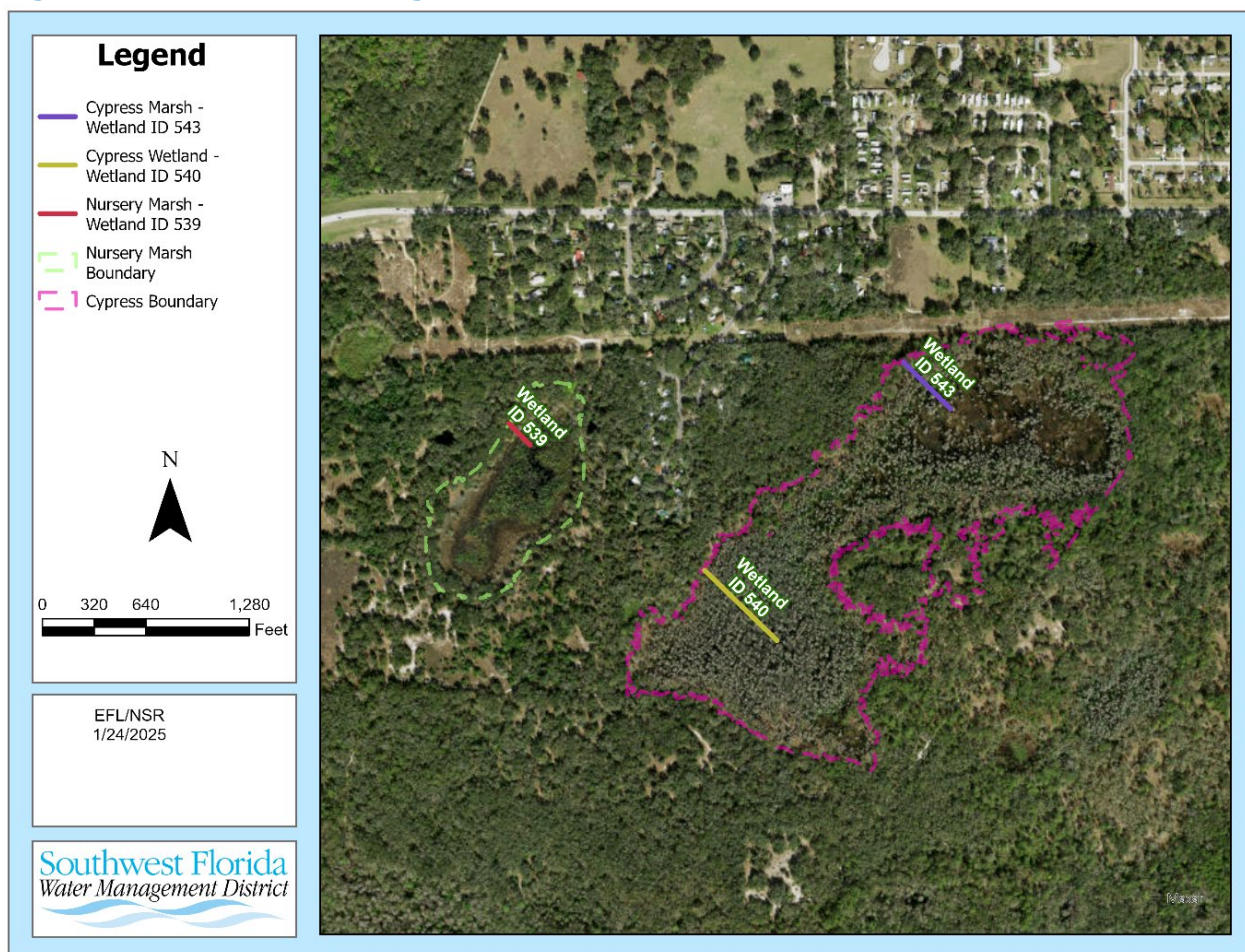 Legend
Cypress Marsh -
Wetland ID 543
Cypress Wetland -
Wetland ID 540
Nursery Marsh -
Wetland ID 539
Nursery Marsh
Boundary
Cypress Boundary
N
0 320 640 1,280
Feet
EFL/NSR
1/24/2025
Southwest Florida
Water Management District
Wetland
ID 543
Wetland
ID 539
Wetland
ID 540
Maxar